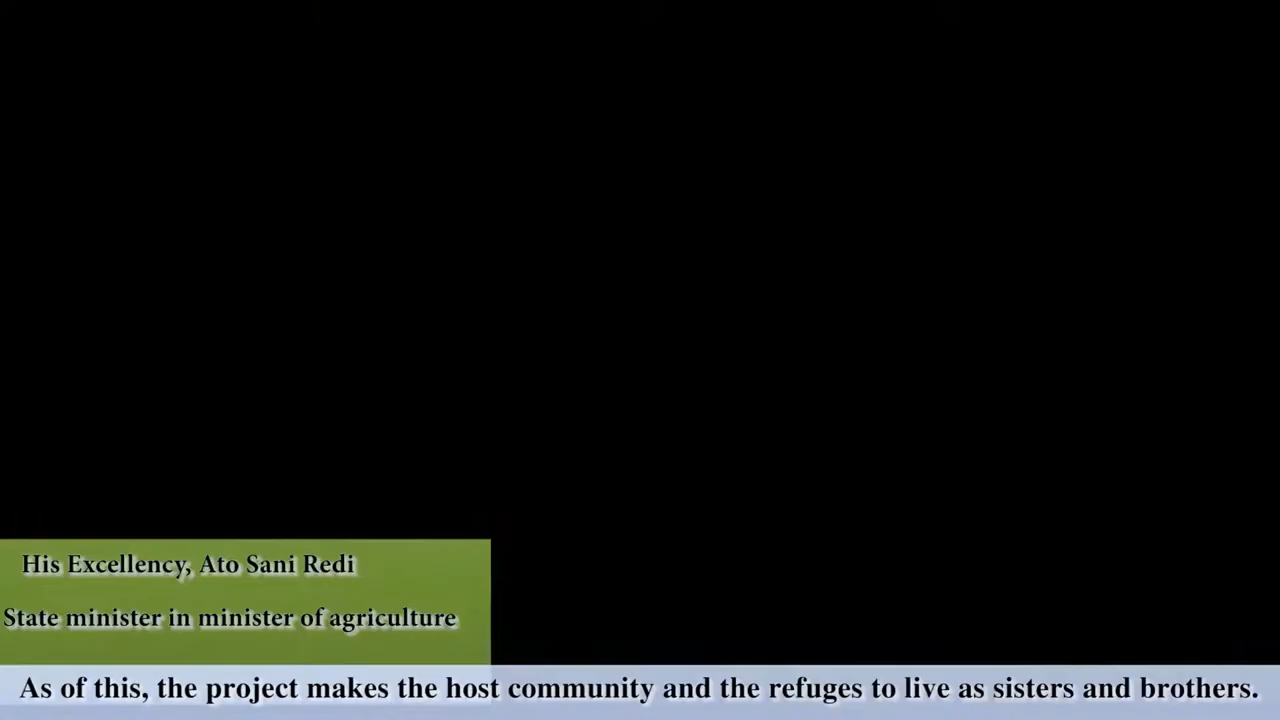 His Excellency, Ato Sani Redi
State minister in minister of agriculture
As of this, the project makes the host community and the refuges to live as sisters and brothers.